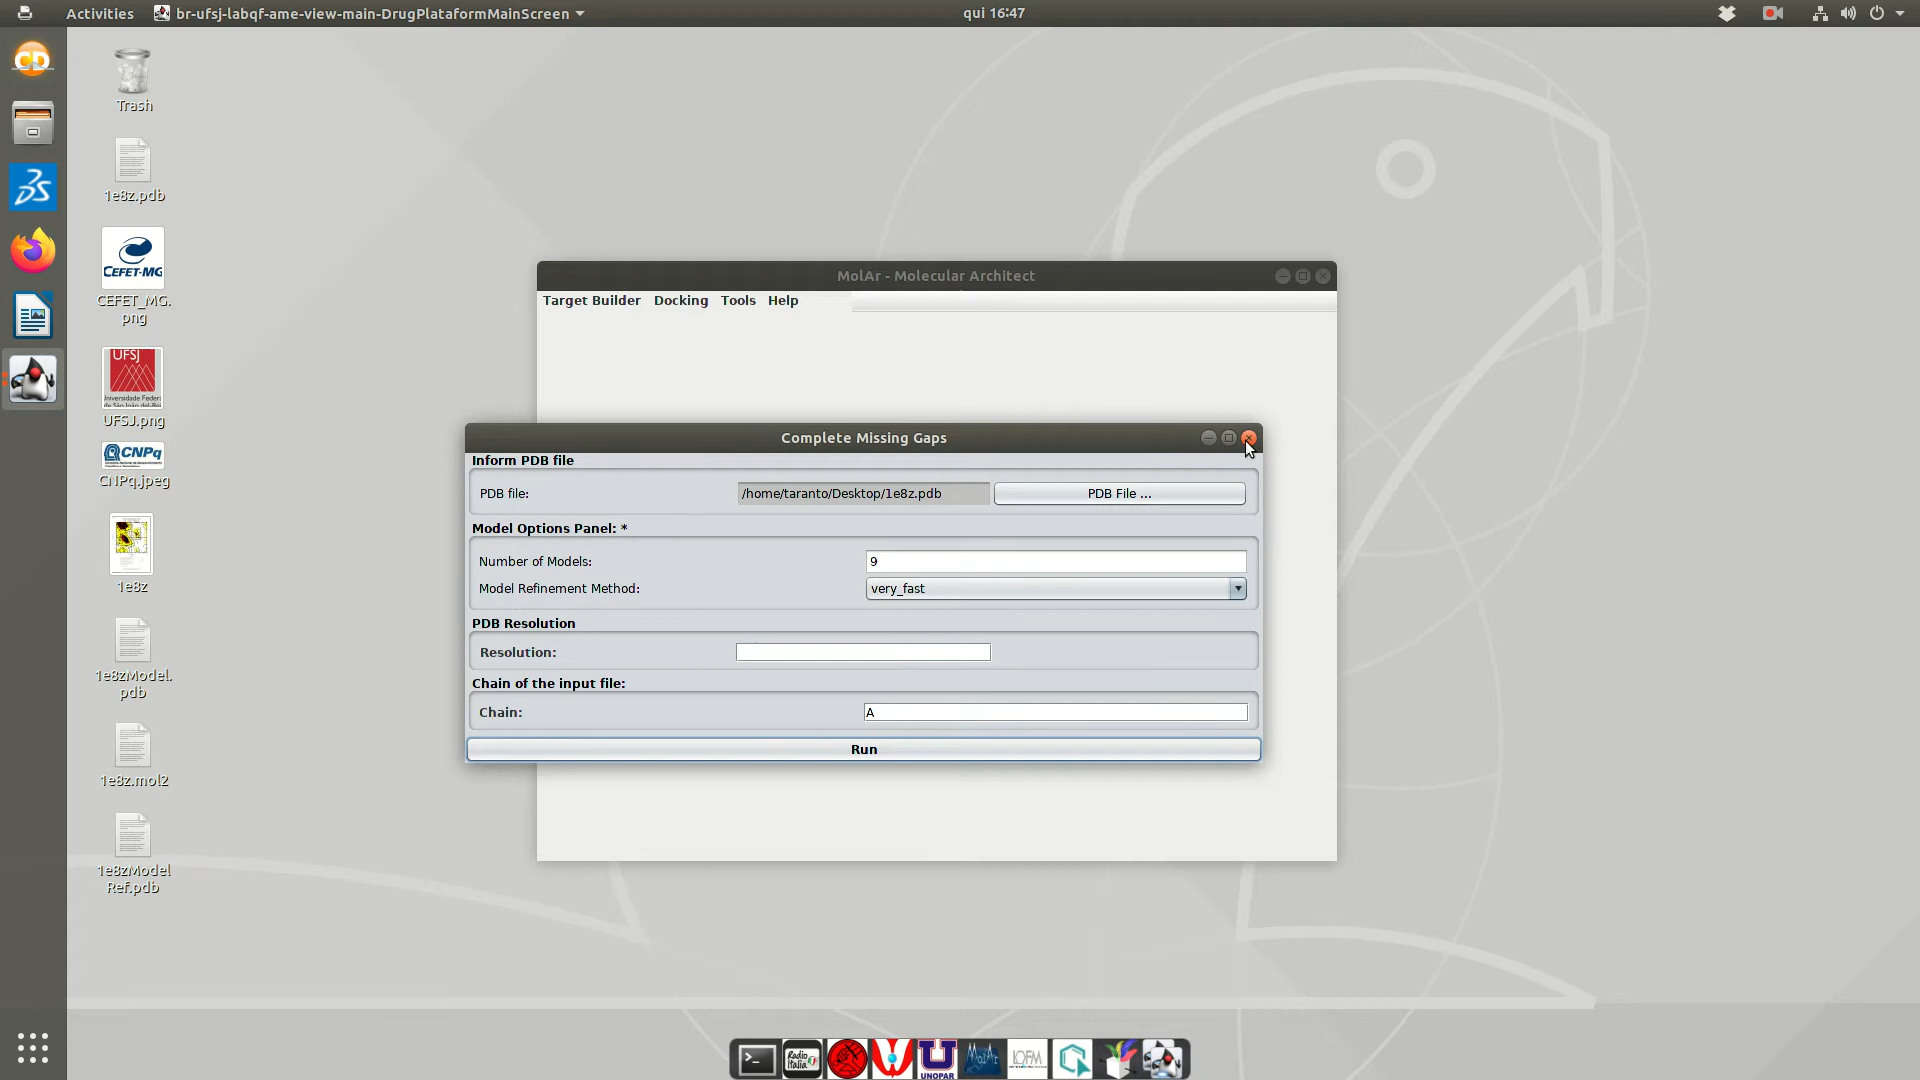 Activities
br-ufsj-labqf-ame-view-main-DrugPlataformMainScreen
qui 16:47
Trash
1e8z.pdb
CEFET-MG
CEFET_MG.
png
UFSJ
UFSJ.png
CNPq
CNPq.jpeg
1e8z
1e8zModel.
pdb
1e8z.mol2
1e8zModel
Ref.pdb
MolAr - Molecular Architect
Target Builder Docking Tools Help
Complete Missing Gaps
Inform PDB file
PDB file: /home/taranto/Desktop/1e8z.pdb PDB File ...
Model Options Panel: *
Number of Models: 9
Model Refinement Method: very_fast
PDB Resolution
Resolution:
Chain of the input file:
Chain: A
Run
Radio
Italia
UNOPAR
MolAr